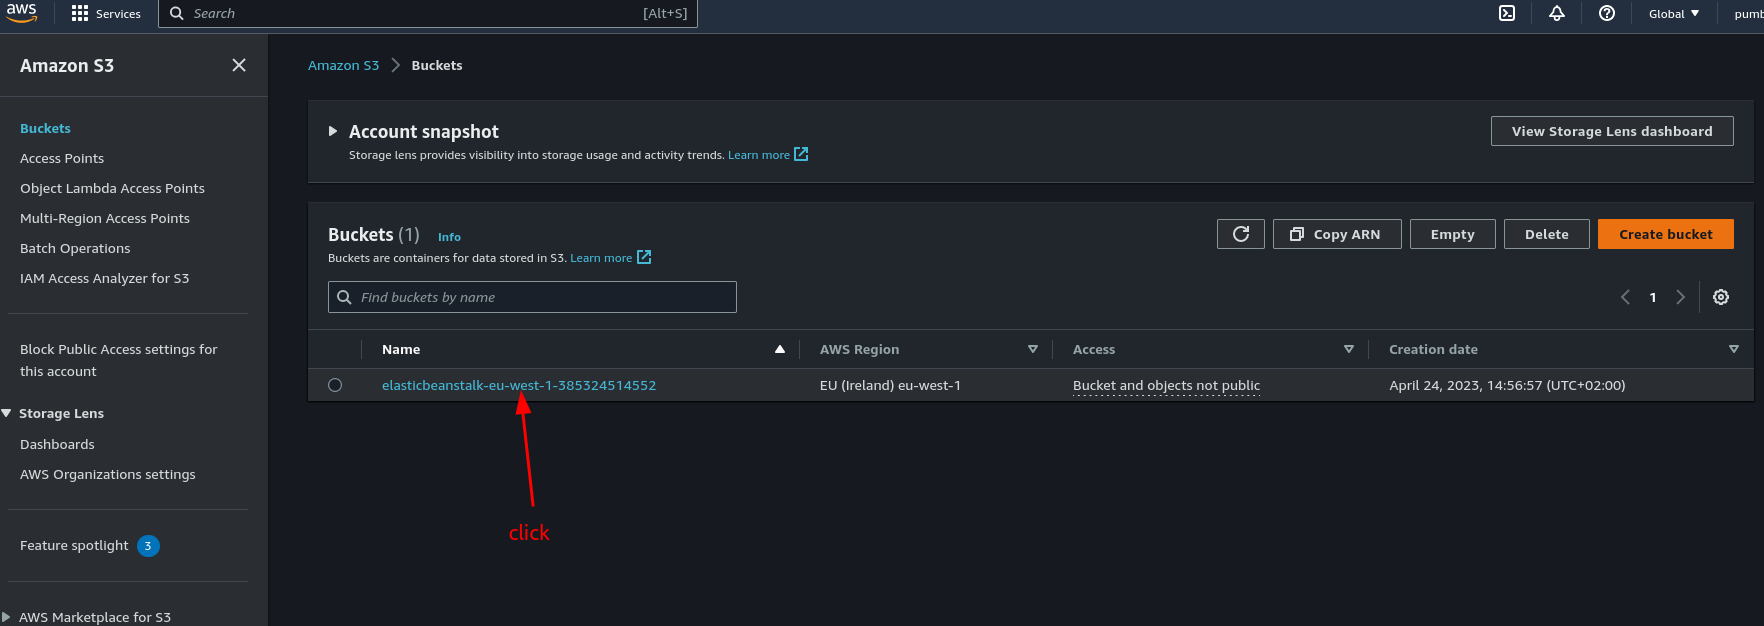 aws
Services
Search
[Alt+S]
Global
pumb
Amazon S3
Buckets
Access Points
Object Lambda Access Points
Multi-Region Access Points
Batch Operations
IAM Access Analyzer for S3
Block Public Access settings for
this account
Storage Lens
Dashboards
AWS Organizations settings
Feature spotlight 3
AWS Marketplace for S3
Amazon S3 > Buckets
Account snapshot
View Storage Lens dashboard
Storage lens provides visibility into storage usage and activity trends. Learn more
Buckets (1) Info
Copy ARN
Empty
Delete
Create bucket
Buckets are containers for data stored in S3. Learn more
Find buckets by name
1
Name AWS Region Access Creation date
elasticbeanstalk-eu-west-1-385324514552 EU (Ireland) eu-west-1 Bucket and objects not public April 24, 2023, 14:56:57 (UTC+02:00)
click